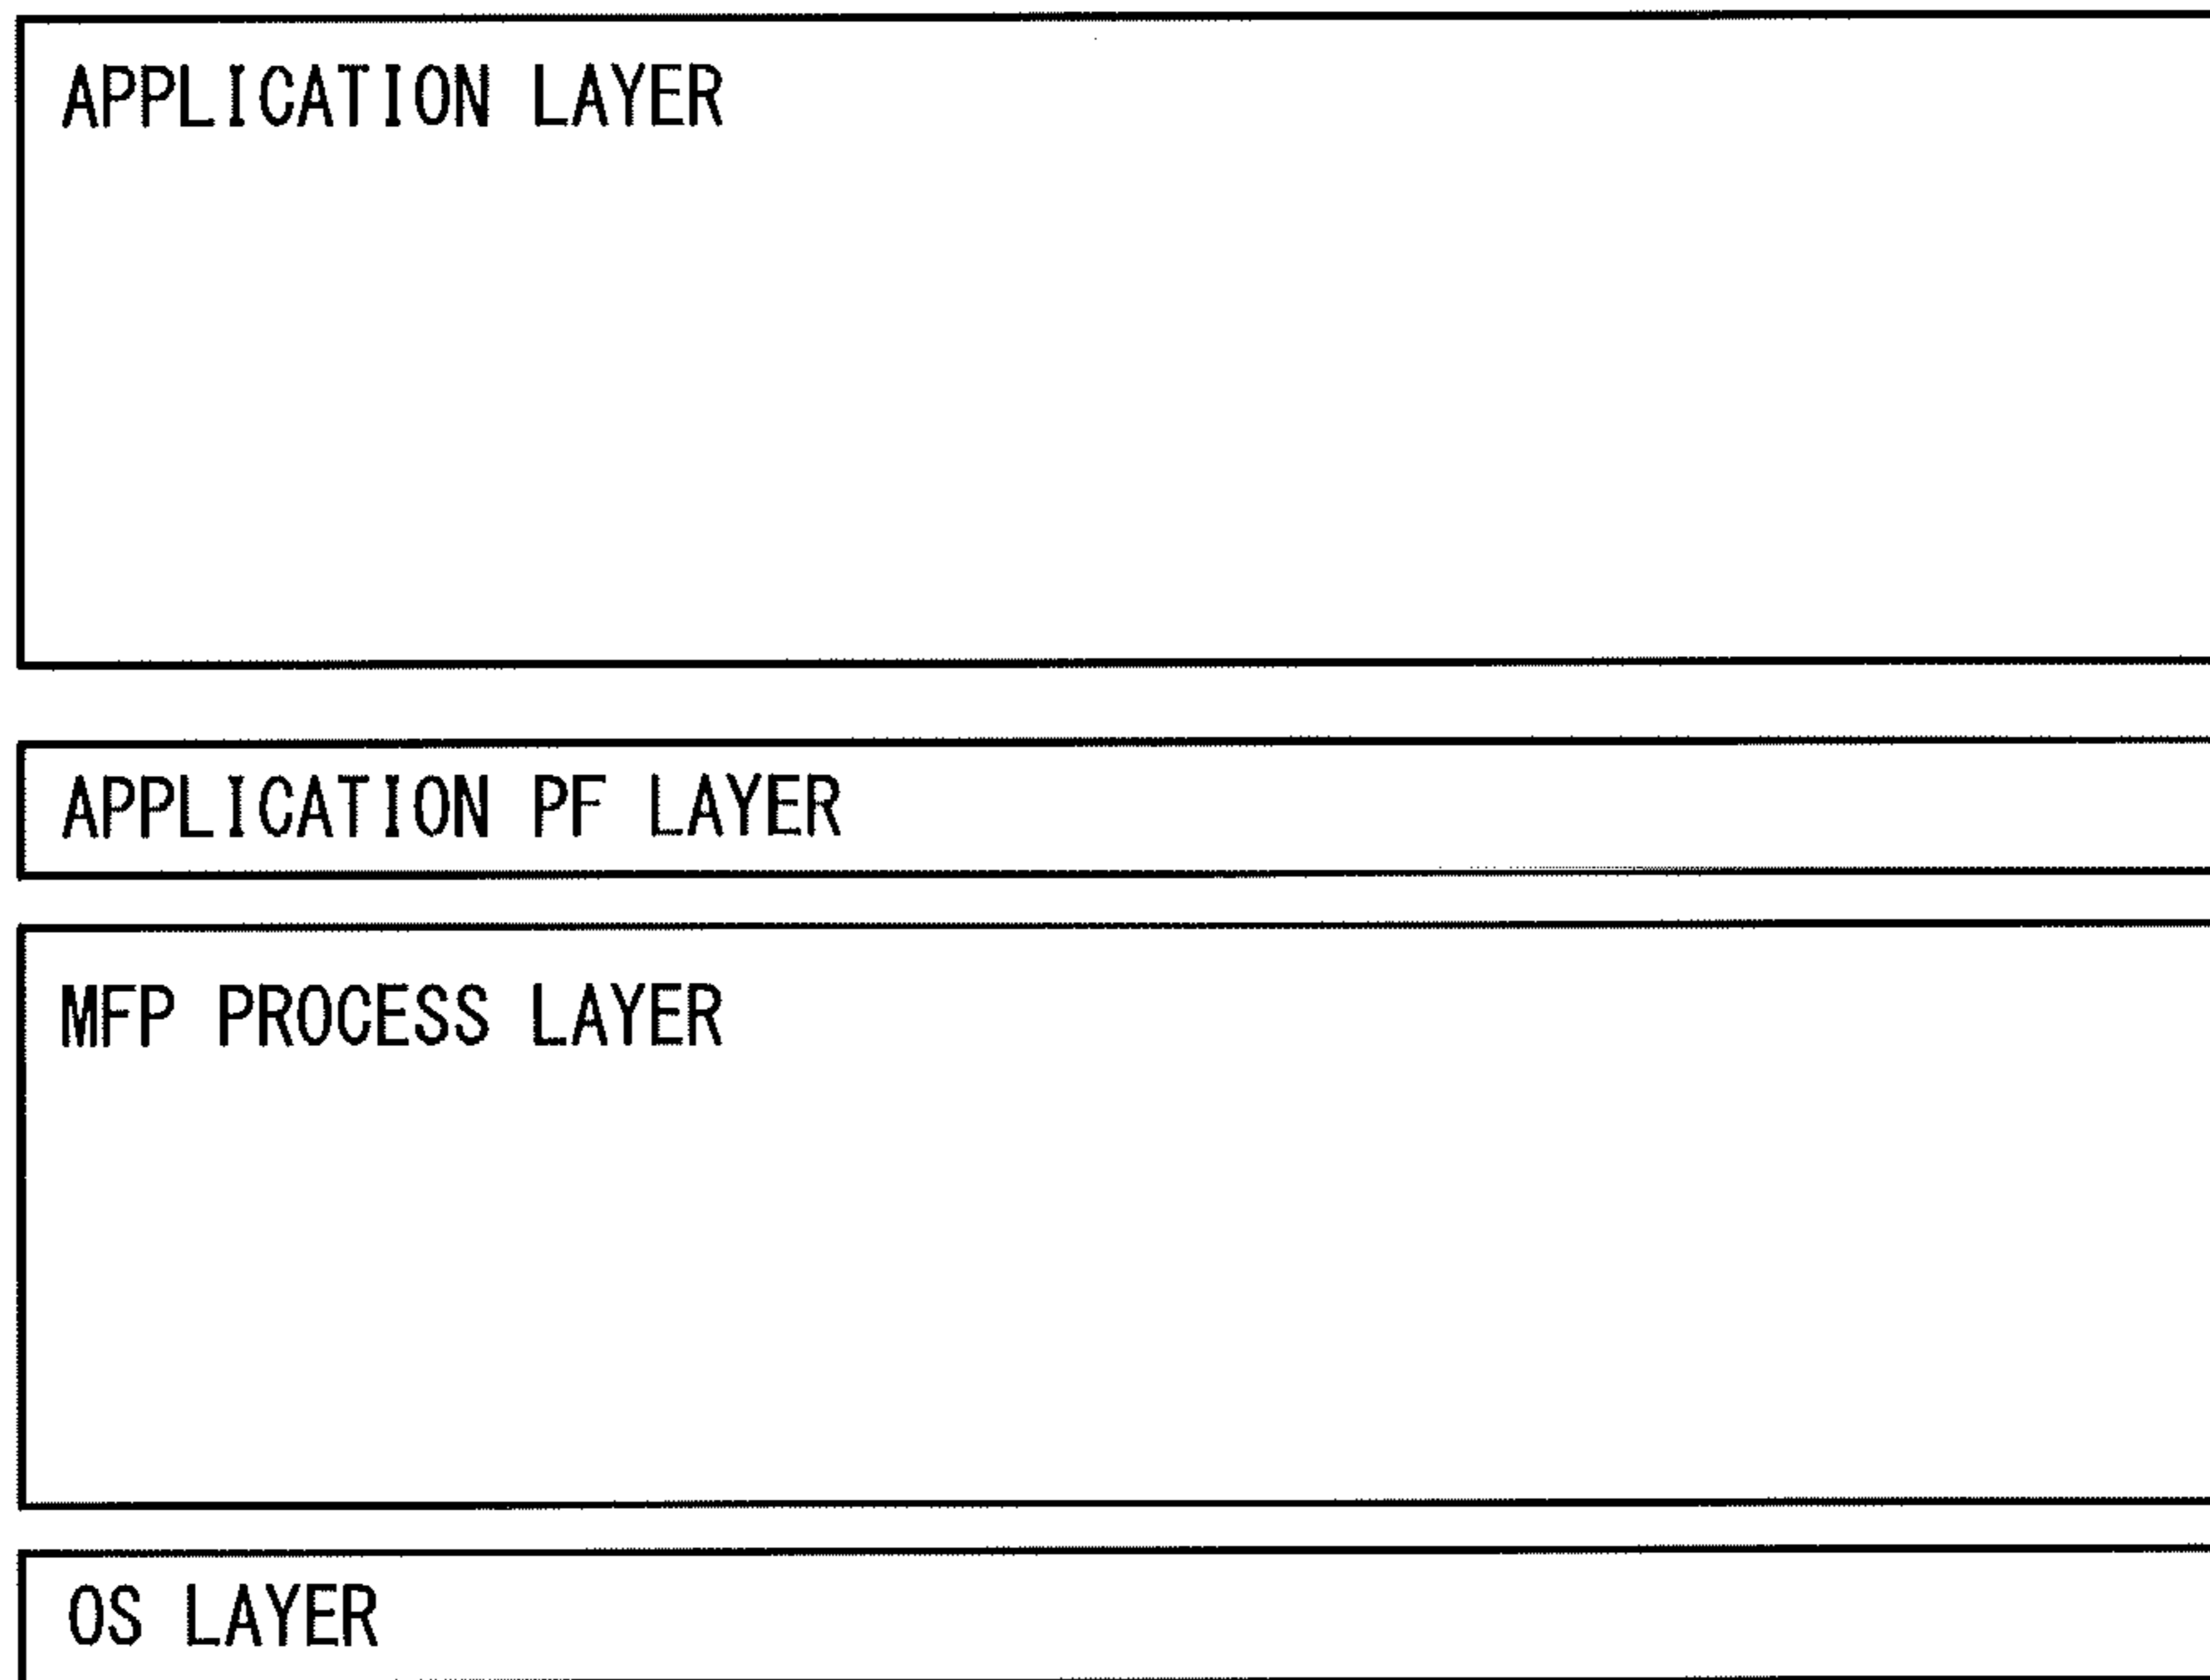 APPLICATION LAYER
APPLICATION PF LAYER
MFP PROCESS LAYER
OS LAYER